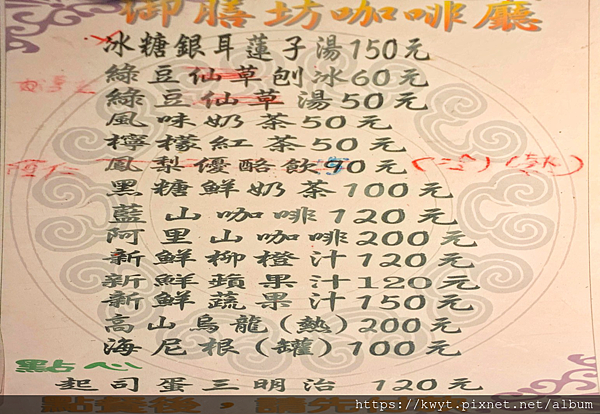 御膳坊咖啡廳
冰糖銀耳蓮子湯150元
綠豆仙草刨冰60元
綠豆仙草湯50元
風味奶茶50元
檸檬紅茶50元
鳳梨優酪飲90元
黑糖鮮奶茶100元
藍山咖啡120元
阿里山咖啡200元
新鮮柳橙汁120元
新鮮蘋果汁120元
新鮮蔬果汁150元
高山烏龍(熱)200元
海尼根(罐)100元
點心
起司蛋三明治 120元
點餐後，請先
https://kwyt.pixnet.net/album